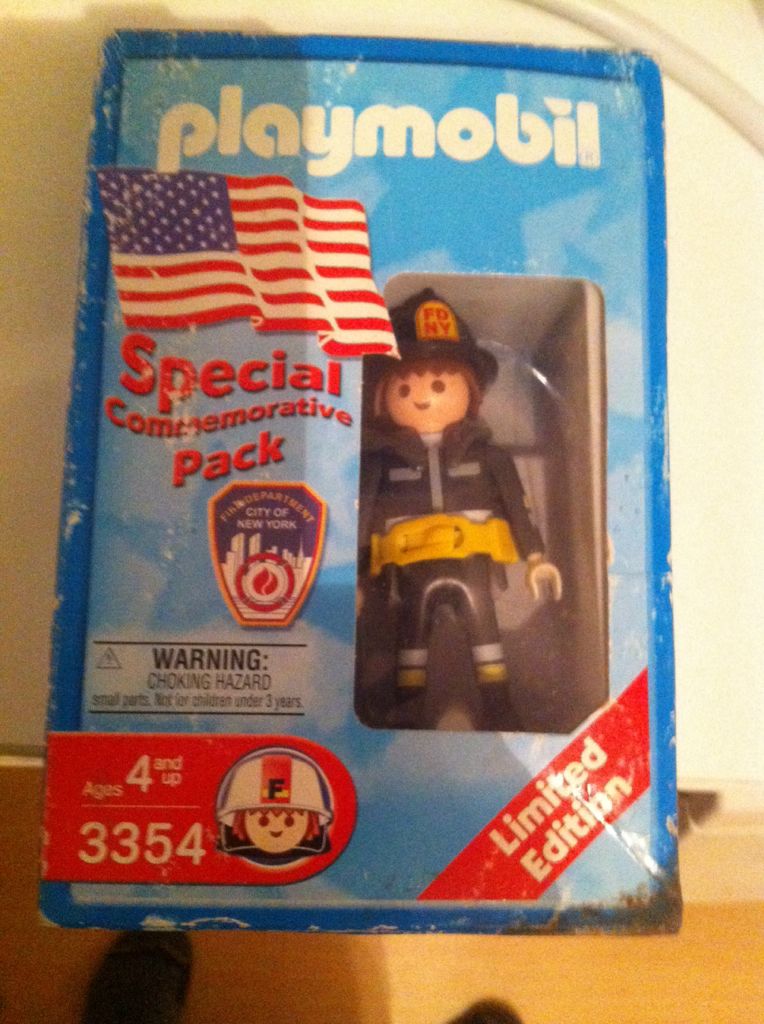 playmobil
FD
NY
Special
Commemorative
Pack
FIRE DEPARTMENT
CITY OF
NEW YORK
WARNING:
CHOKING HAZARD
small parts. Not for children under 3 years.
Ages 4 and up
3354
F
Limited
Edition